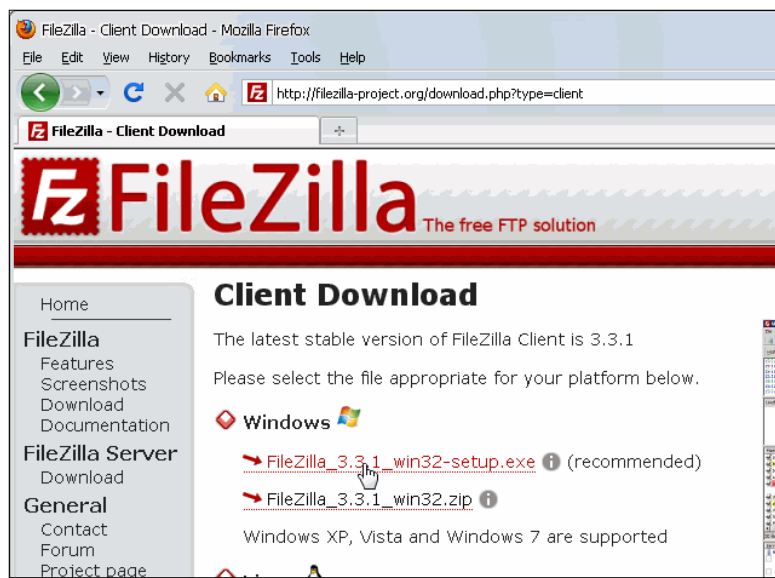 FileZilla - Client Download - Mozilla Firefox
File Edit View History Bookmarks Tools Help
http://filezilla-project.org/download.php?type=client
FileZilla - Client Download
FileZilla The free FTP solution
Home
FileZilla
Features
Screenshots
Download
Documentation
FileZilla Server
Download
General
Contact
Forum
Project page
Client Download
The latest stable version of FileZilla Client is 3.3.1
Please select the file appropriate for your platform below.
Windows
FileZilla_3.3.1_win32-setup.exe (recommended)
FileZilla_3.3.1_win32.zip
Windows XP, Vista and Windows 7 are supported